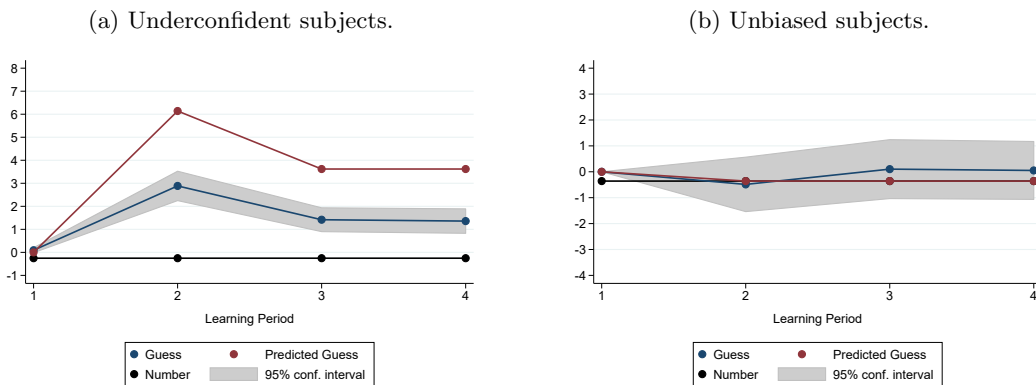 (a) Underconfident subjects.
8
7
6
5
4
3
2
1
0
-1
1 2 3 4
Learning Period
Guess Predicted Guess
Number 95% conf. interval
(b) Unbiased subjects.
4
3
2
1
0
-1
-2
-3
-4
1 2 3 4
Learning Period
Guess Predicted Guess
Number 95% conf. interval